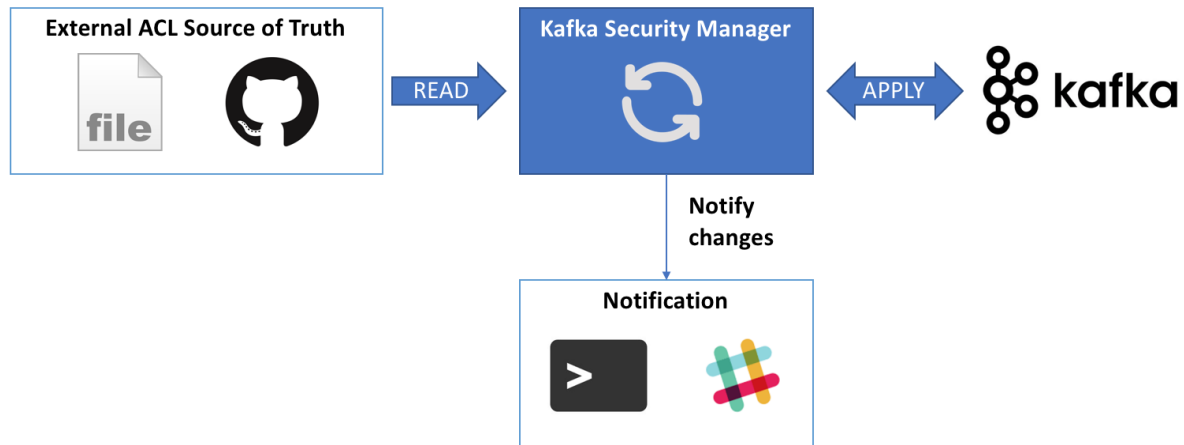 External ACL Source of Truth
file
READ
Kafka Security Manager
APPLY
kafka
Notify
changes
Notification
>